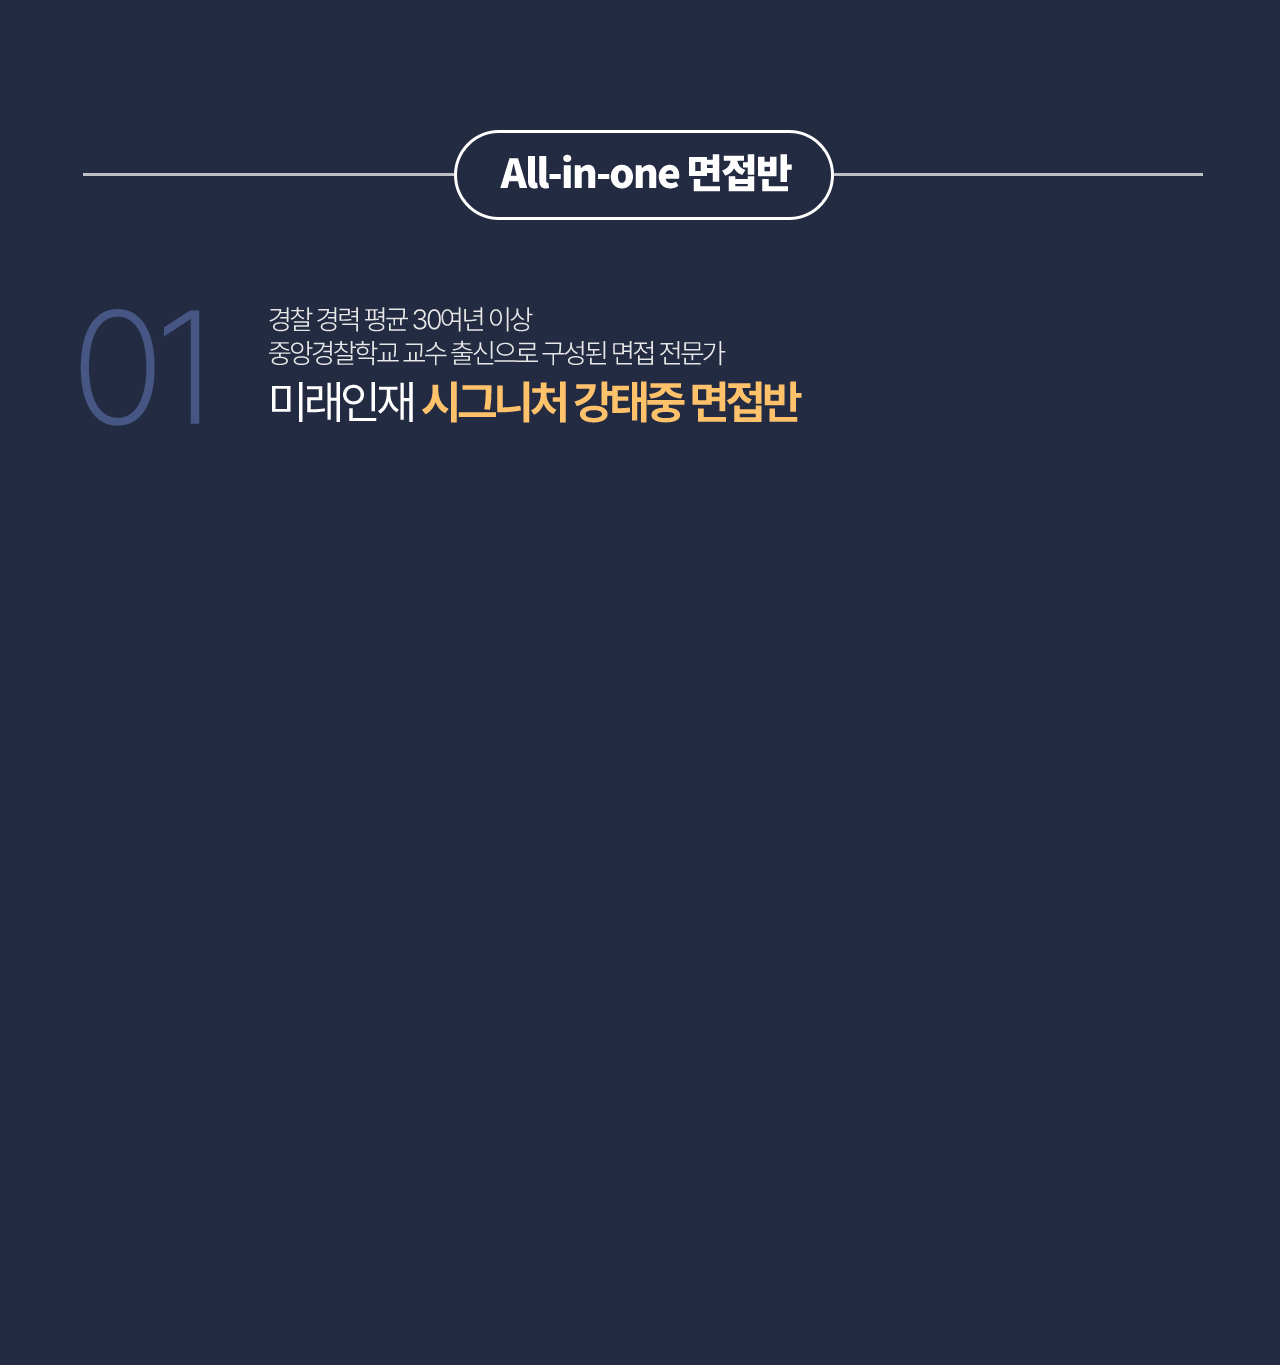 All-in-one 면접반
01
경찰 경력 평균 30여년 이상
중앙경찰학교 교수 출신으로 구성된 면접 전문가
미래인재 시그니처 강태중 면접반